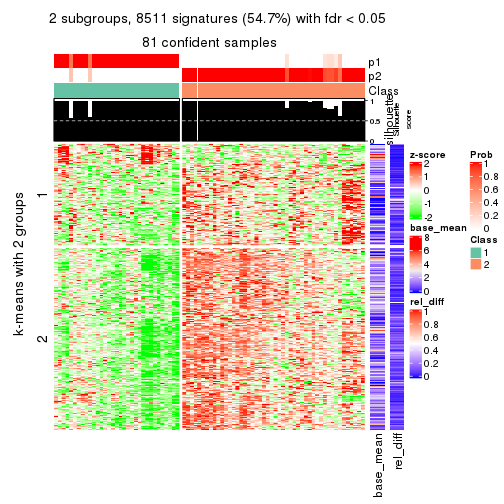 2 subgroups, 8511 signatures (54.7%) with fdr < 0.05
81 confident samples
p1
p2
Class
1
0.5
0
silhouette
Silhouette
score
k-means with 2 groups
1
2
base_mean
rel_diff
z-score
2
1
0
-1
-2
base_mean
8
6
4
2
0
rel_diff
1
0.8
0.6
0.4
0.2
0
Prob
1
0.8
0.6
0.4
0.2
0
Class
1
2